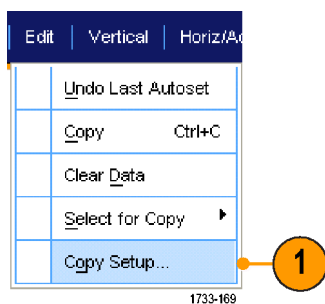 Edit | Vertical | Horiz/Ac
Undo Last Autoset
Copy Ctrl+C
Clear Data
Select for Copy
Copy Setup...
1
1733-169